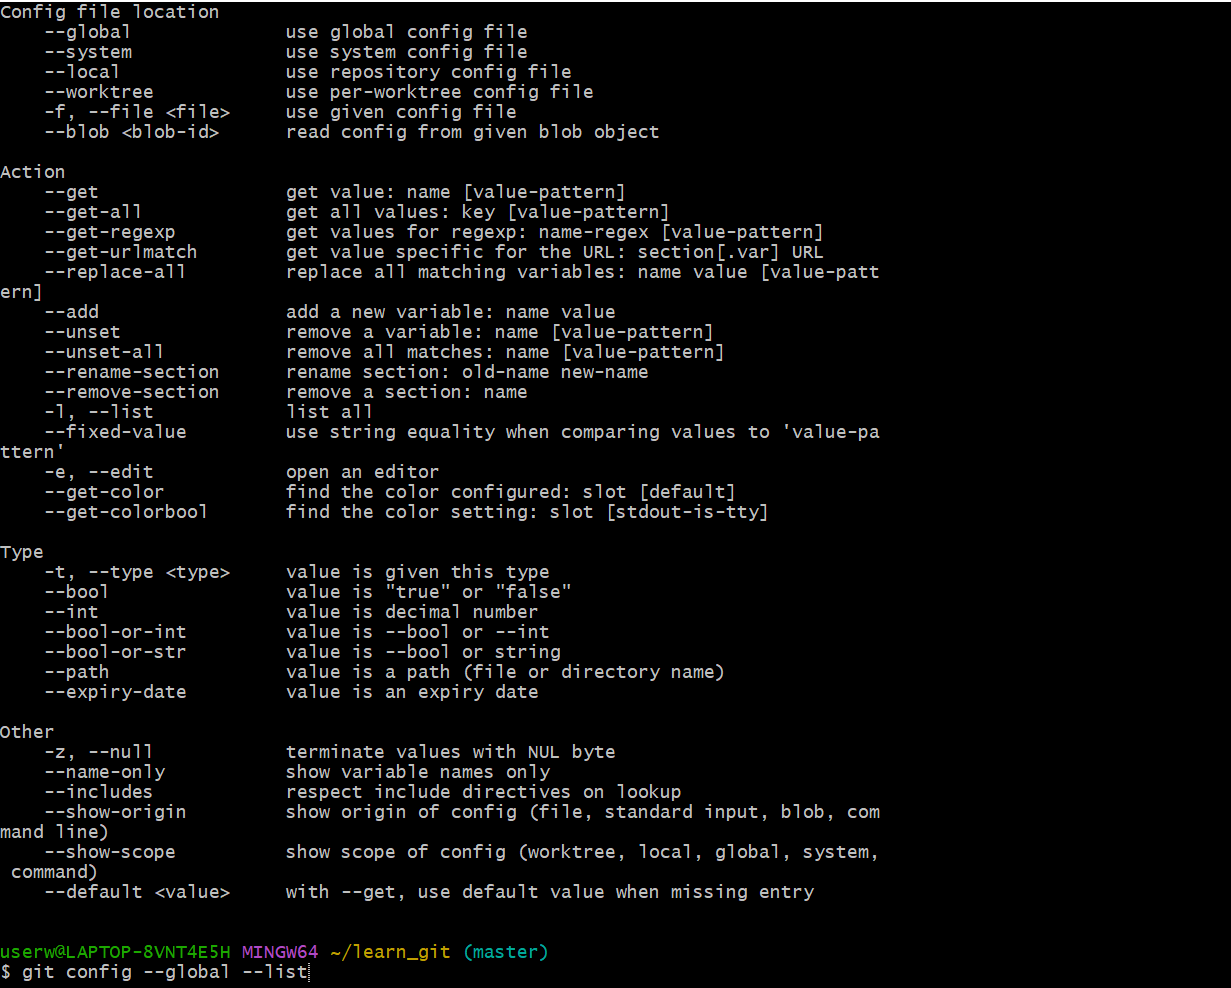 Config file location
    --global              use global config file
    --system              use system config file
    --local               use repository config file
    --worktree            use per-worktree config file
    -f, --file <file>     use given config file
    --blob <blob-id>      read config from given blob object

Action
    --get                 get value: name [value-pattern]
    --get-all             get all values: key [value-pattern]
    --get-regexp          get values for regexp: name-regex [value-pattern]
    --get-urlmatch        get value specific for the URL: section[.var] URL
    --replace-all         replace all matching variables: name value [value-patt
ern]
    --add                 add a new variable: name value
    --unset               remove a variable: name [value-pattern]
    --unset-all           remove all matches: name [value-pattern]
    --rename-section      rename section: old-name new-name
    --remove-section      remove a section: name
    -l, --list            list all
    --fixed-value         use string equality when comparing values to 'value-pa
ttern'
    -e, --edit            open an editor
    --get-color           find the color configured: slot [default]
    --get-colorbool       find the color setting: slot [stdout-is-tty]

Type
    -t, --type <type>     value is given this type
    --bool                value is "true" or "false"
    --int                 value is decimal number
    --bool-or-int         value is --bool or --int
    --bool-or-str         value is --bool or string
    --path                value is a path (file or directory name)
    --expiry-date         value is an expiry date

Other
    -z, --null            terminate values with NUL byte
    --name-only           show variable names only
    --includes            respect include directives on lookup
    --show-origin         show origin of config (file, standard input, blob, com
mand line)
    --show-scope          show scope of config (worktree, local, global, system,
 command)
    --default <value>     with --get, use default value when missing entry

userw@LAPTOP-8VNT4E5H MINGW64 ~/learn_git (master)
$ git config --global --list